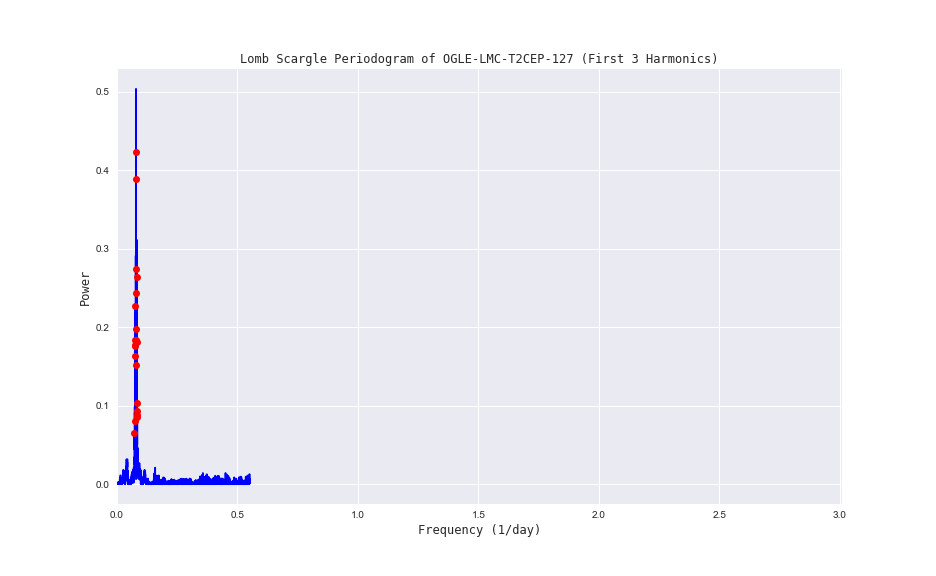 Lomb Scargle Periodogram of OGLE-LMC-T2CEP-127 (First 3 Harmonics)
0.5
0.4
0.3
0.2
0.1
0.0
Power
0.0 0.5 1.0 1.5 2.0 2.5 3.0
Frequency (1/day)